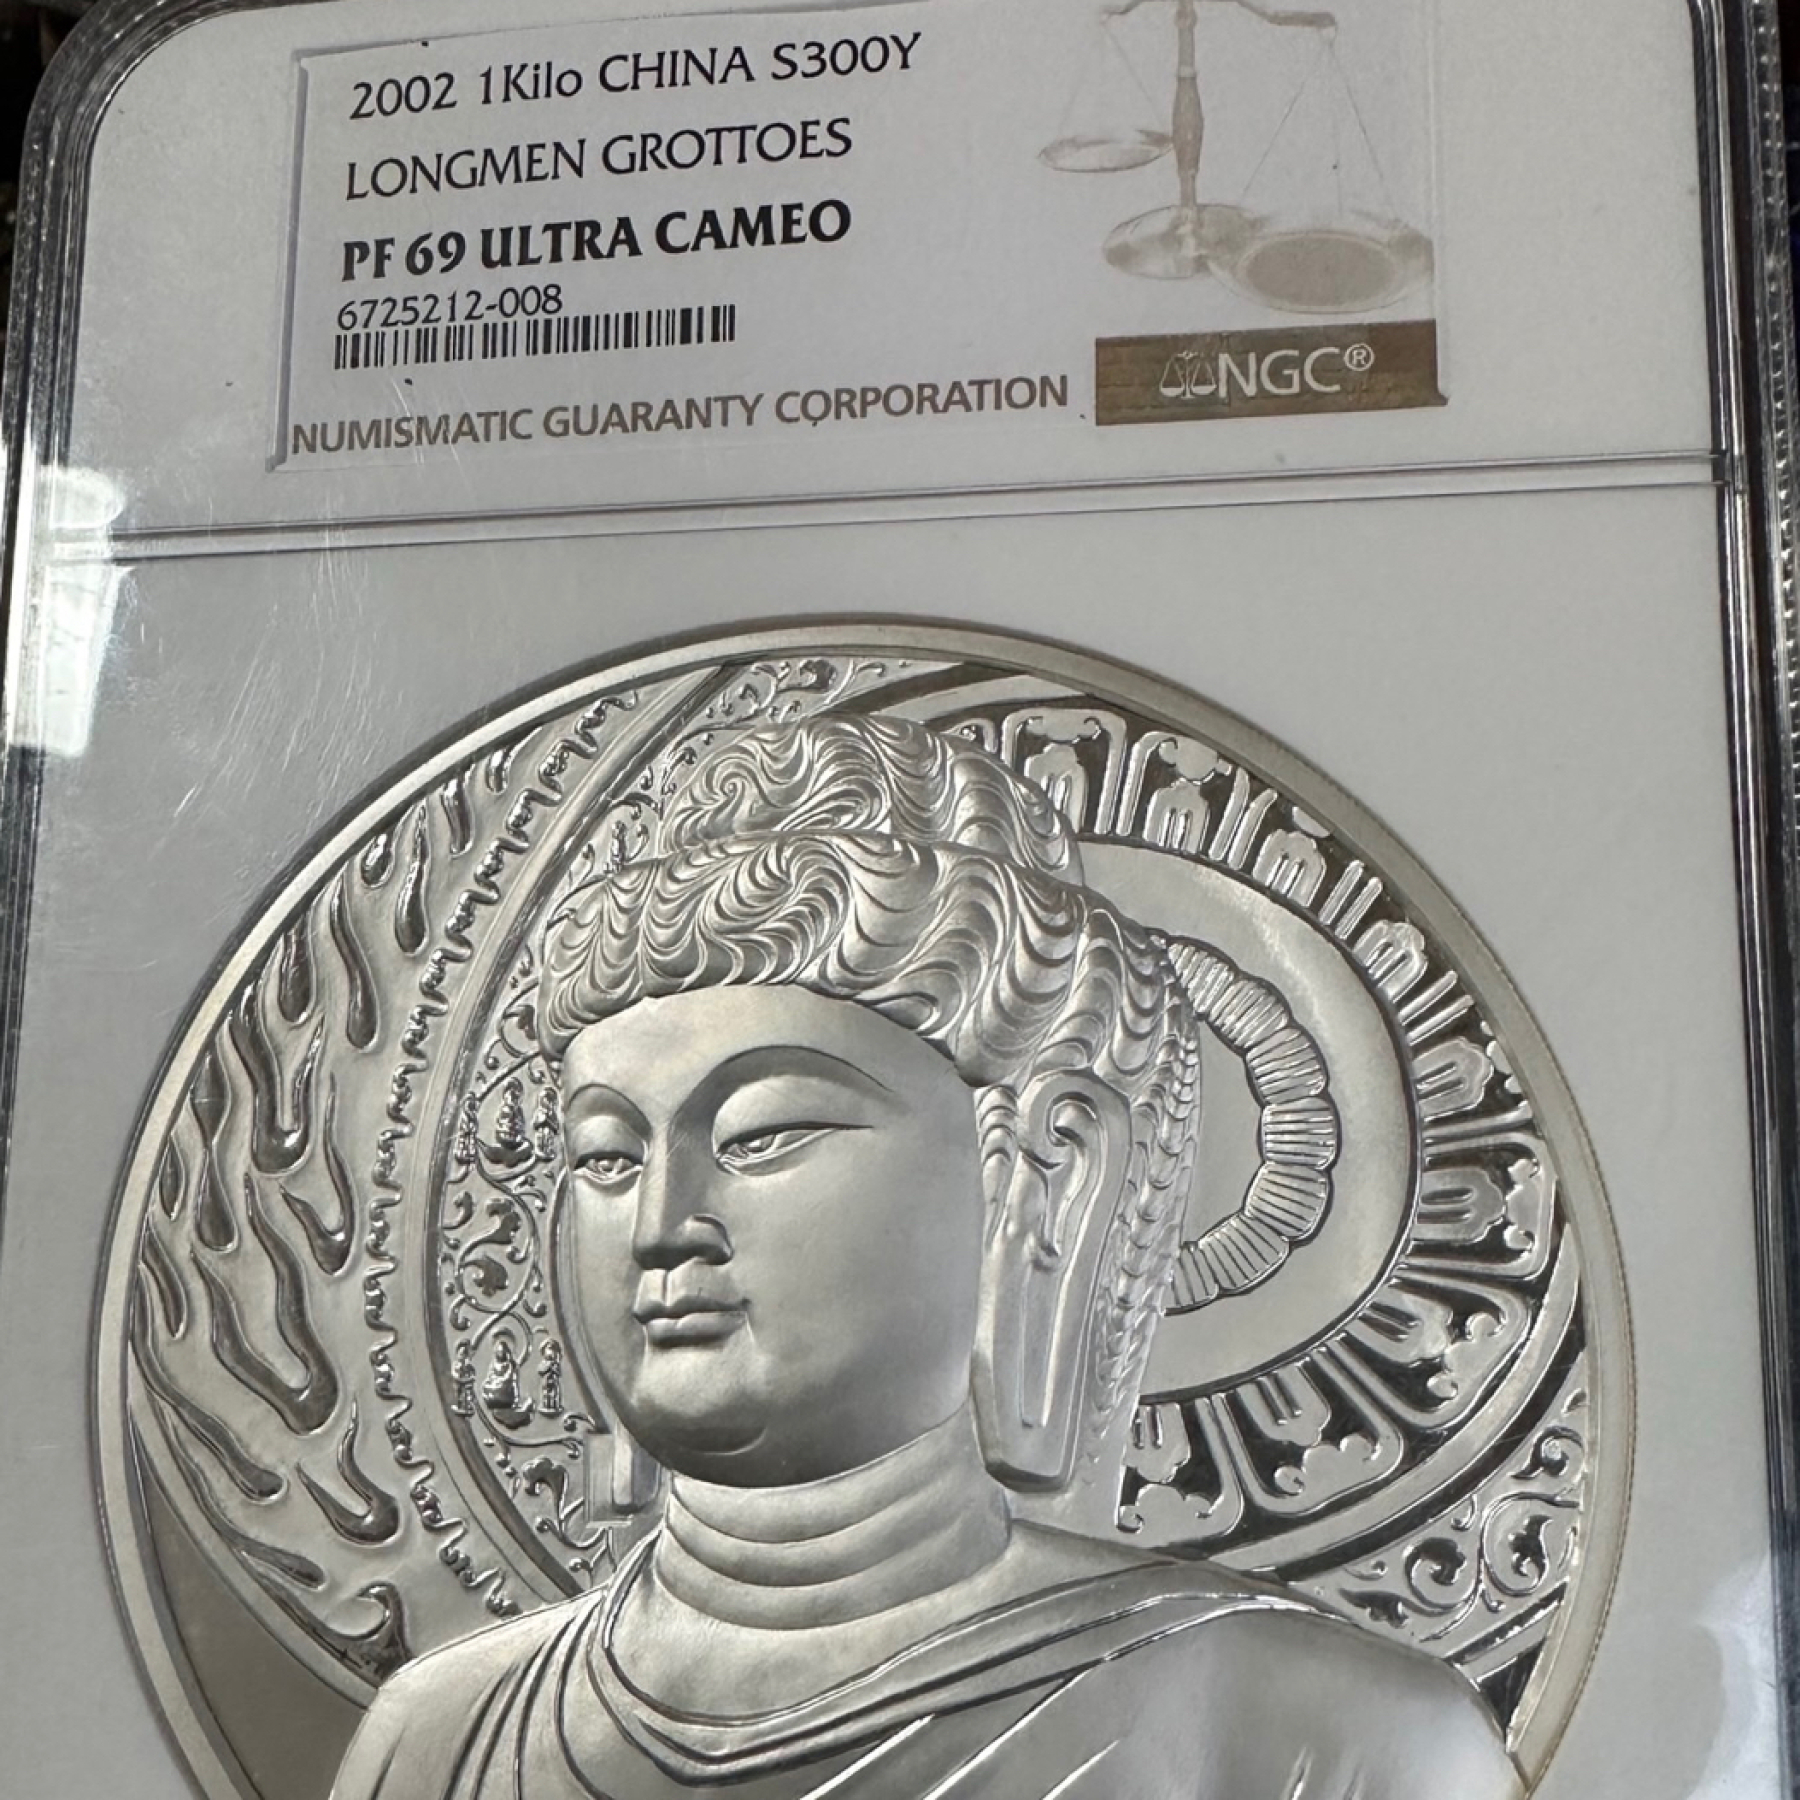 2002 1Kilo CHINA S300Y
LONGMEN GROTTOES
PF 69 ULTRA CAMEO
6725212-008
NUMISMATIC GUARANTY CORPORATION
NGC®